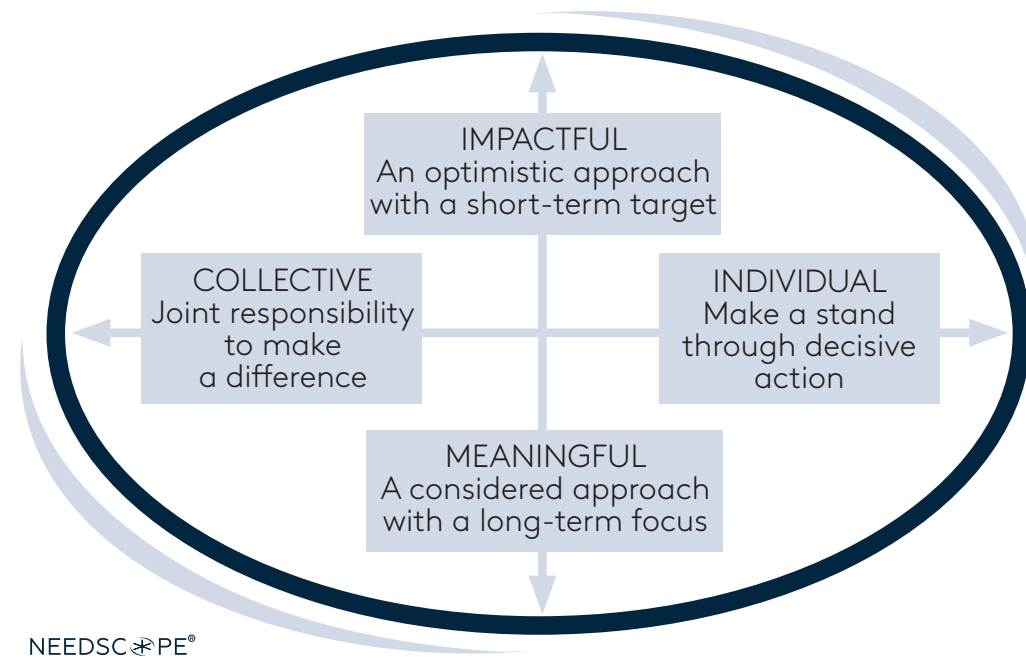 IMPACTFUL
An optimistic approach
with a short-term target
COLLECTIVE
Joint responsibility
to make
a difference
INDIVIDUAL
Make a stand
through decisive
action
MEANINGFUL
A considered approach
with a long-term focus
NEEDSCOPE®